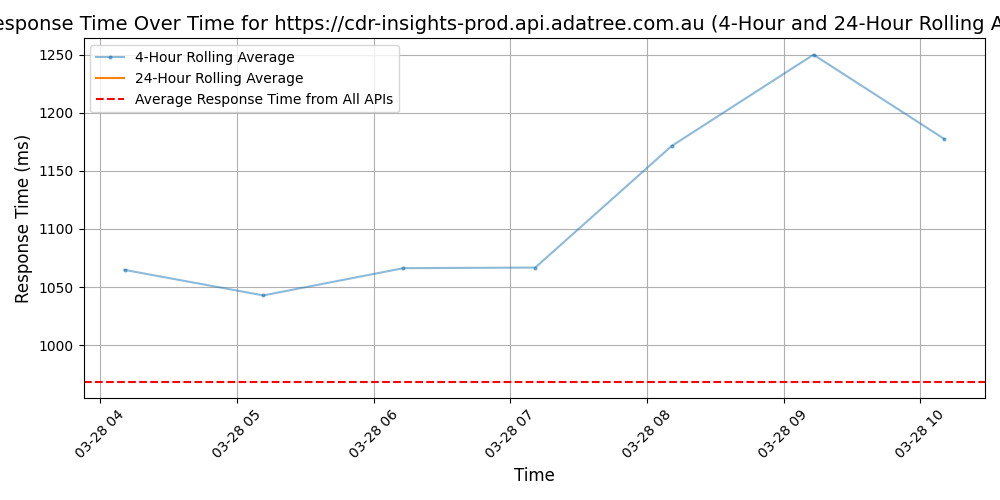 esponse Time Over Time for https://cdr-insights-prod.api.adatree.com.au (4-Hour and 24-Hour Rolling A
4-Hour Rolling Average
24-Hour Rolling Average
Average Response Time from All APIs
Response Time (ms)
1250
1200
1150
1100
1050
1000
03-28 04
03-28 05
03-28 06
03-28 07
03-28 08
03-28 09
03-28 10
Time